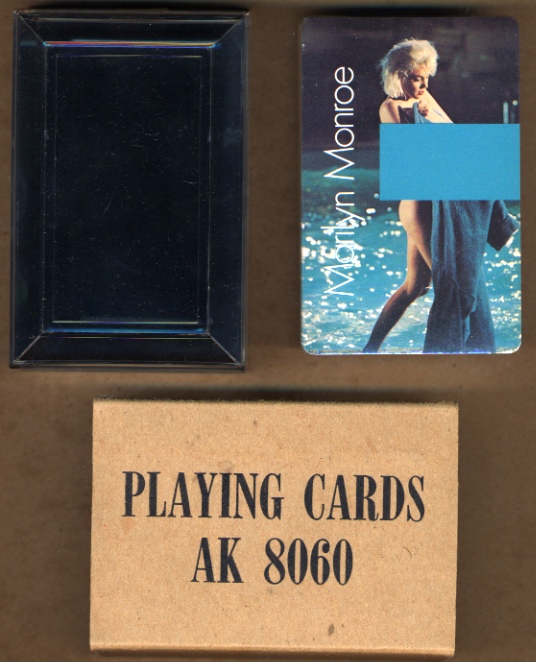 Marilyn Monroe
PLAYING CARDS
AK 8060